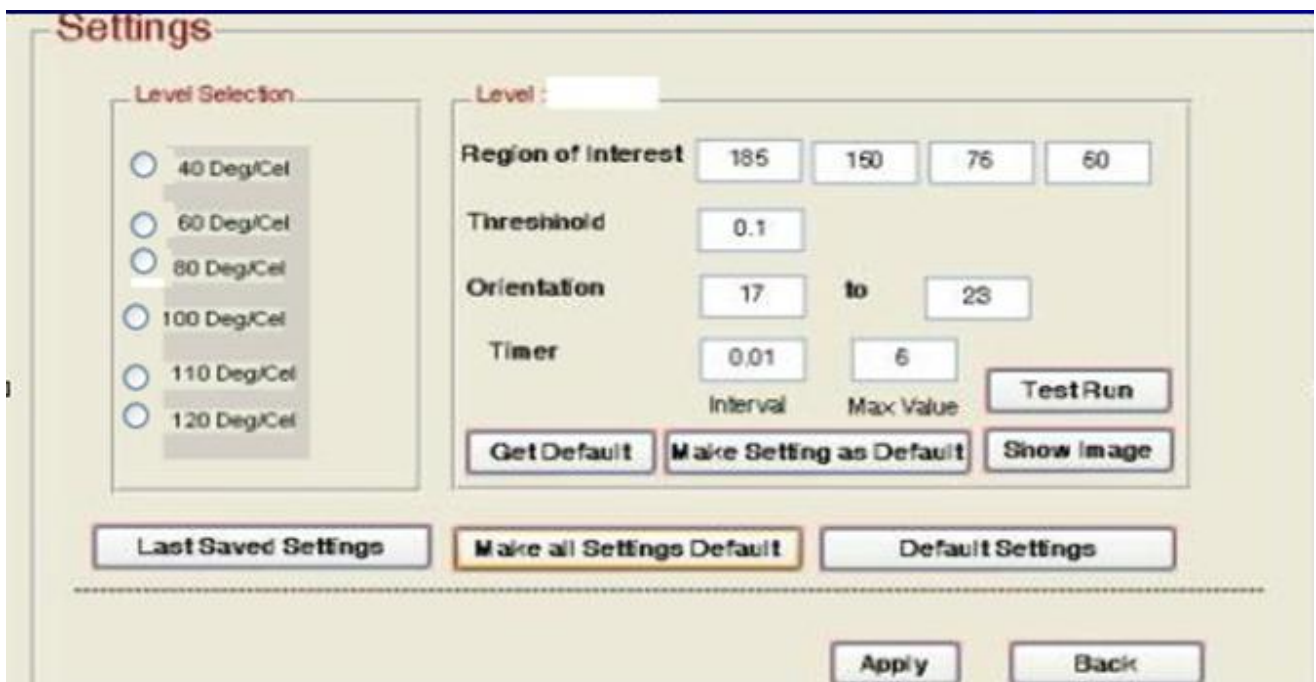 Settings
Level Selection
40 Deg/Cel
60 Deg/Cel
80 Deg/Cel
100 Deg/Cel
110 Deg/Cel
120 Deg/Cel
Level :
Region of Interest 185 150 75 60
Threshhold 0.1
Orientation 17 to 23
Timer 0.01 6
Interval Max Value
Test Run
Get Default Make Setting as Default Show Image
Last Saved Settings Make all Settings Default Default Settings
Apply Back